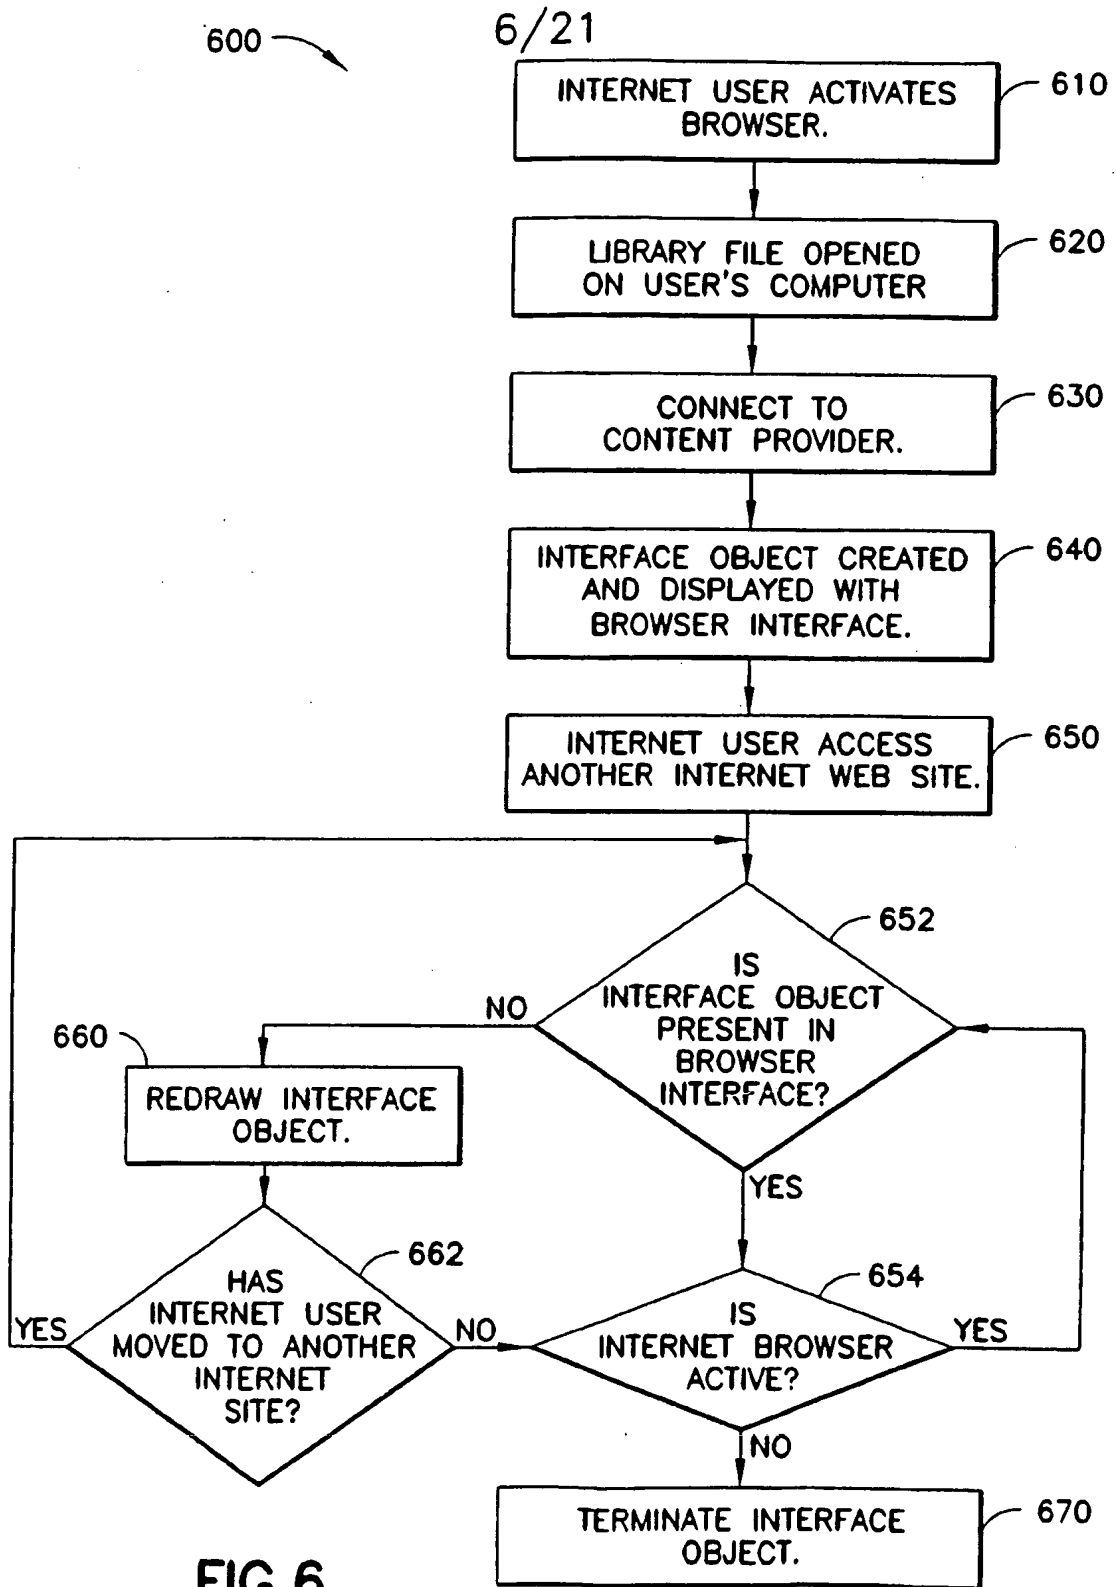 6/21
600
INTERNET USER ACTIVATES
BROWSER.
610
LIBRARY FILE OPENED
ON USER'S COMPUTER
620
CONNECT TO
CONTENT PROVIDER.
630
INTERFACE OBJECT CREATED
AND DISPLAYED WITH
BROWSER INTERFACE.
640
INTERNET USER ACCESS
ANOTHER INTERNET WEB SITE.
650
652
IS
INTERFACE OBJECT
PRESENT IN
BROWSER
INTERFACE?
NO
YES
660
REDRAW INTERFACE
OBJECT.
662
HAS
INTERNET USER
MOVED TO ANOTHER
INTERNET
SITE?
YES
NO
654
IS
INTERNET BROWSER
ACTIVE?
YES
NO
TERMINATE INTERFACE
OBJECT.
670
FIG.6